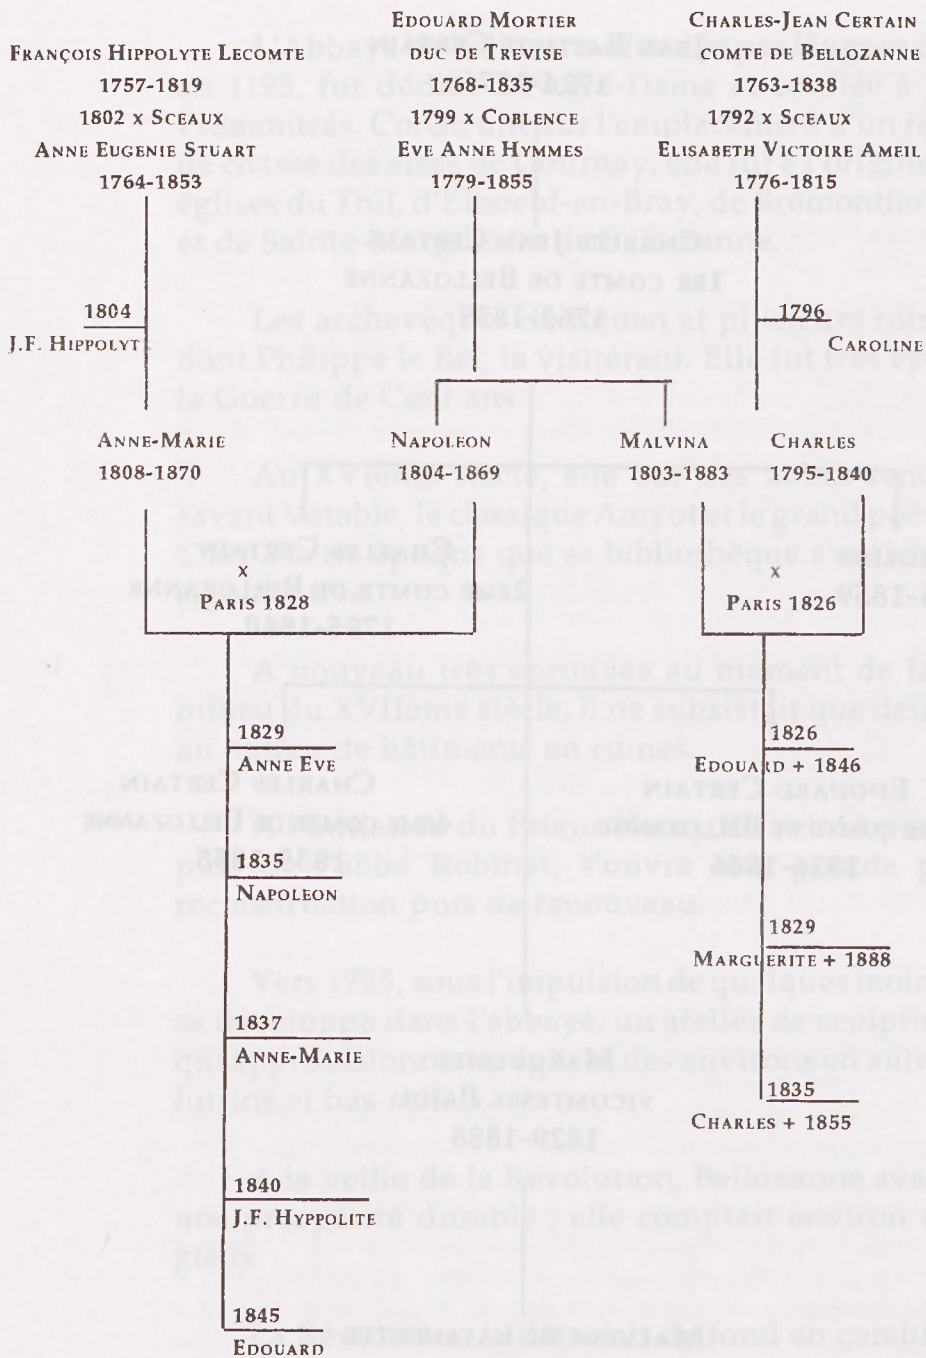 FRANÇOIS HIPPOLYTE LECOMTE
1757-1819
1802 x SCEAUX
ANNE EUGENIE STUART
1764-1853
EDOUARD MORTIER
DUC DE TREVISE
1768-1835
1799 x COBLENCE
EVE ANNE HYMMES
1779-1855
CHARLES-JEAN CERTAIN
COMTE DE BELLOZANNE
1763-1838
1792 x SCEAUX
ELISABETH VICTOIRE AMEIL
1776-1815
1804
J.F. HIPPOLYT
1796
CAROLINE
ANNE-MARIE
1808-1870
NAPOLEON
1804-1869
MALVINA
1803-1883
CHARLES
1795-1840
x
PARIS 1828
x
PARIS 1826
1829
ANNE EVE
1835
NAPOLEON
1837
ANNE-MARIE
1840
J.F. HYPPOLITE
1845
EDOUARD
1826
EDOUARD + 1846
1829
MARGUERITE + 1888
1835
CHARLES + 1855